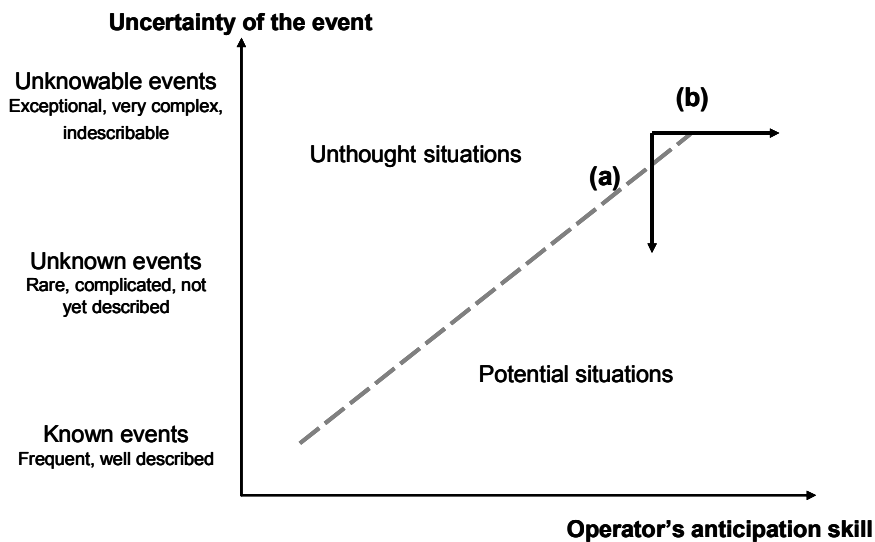 Uncertainty of the event
Unknowable events
Exceptional, very complex,
indescribable
(b)
Unthought situations
(a)
Unknown events
Rare, complicated, not
yet described
Potential situations
Known events
Frequent, well described
Operator’s anticipation skill